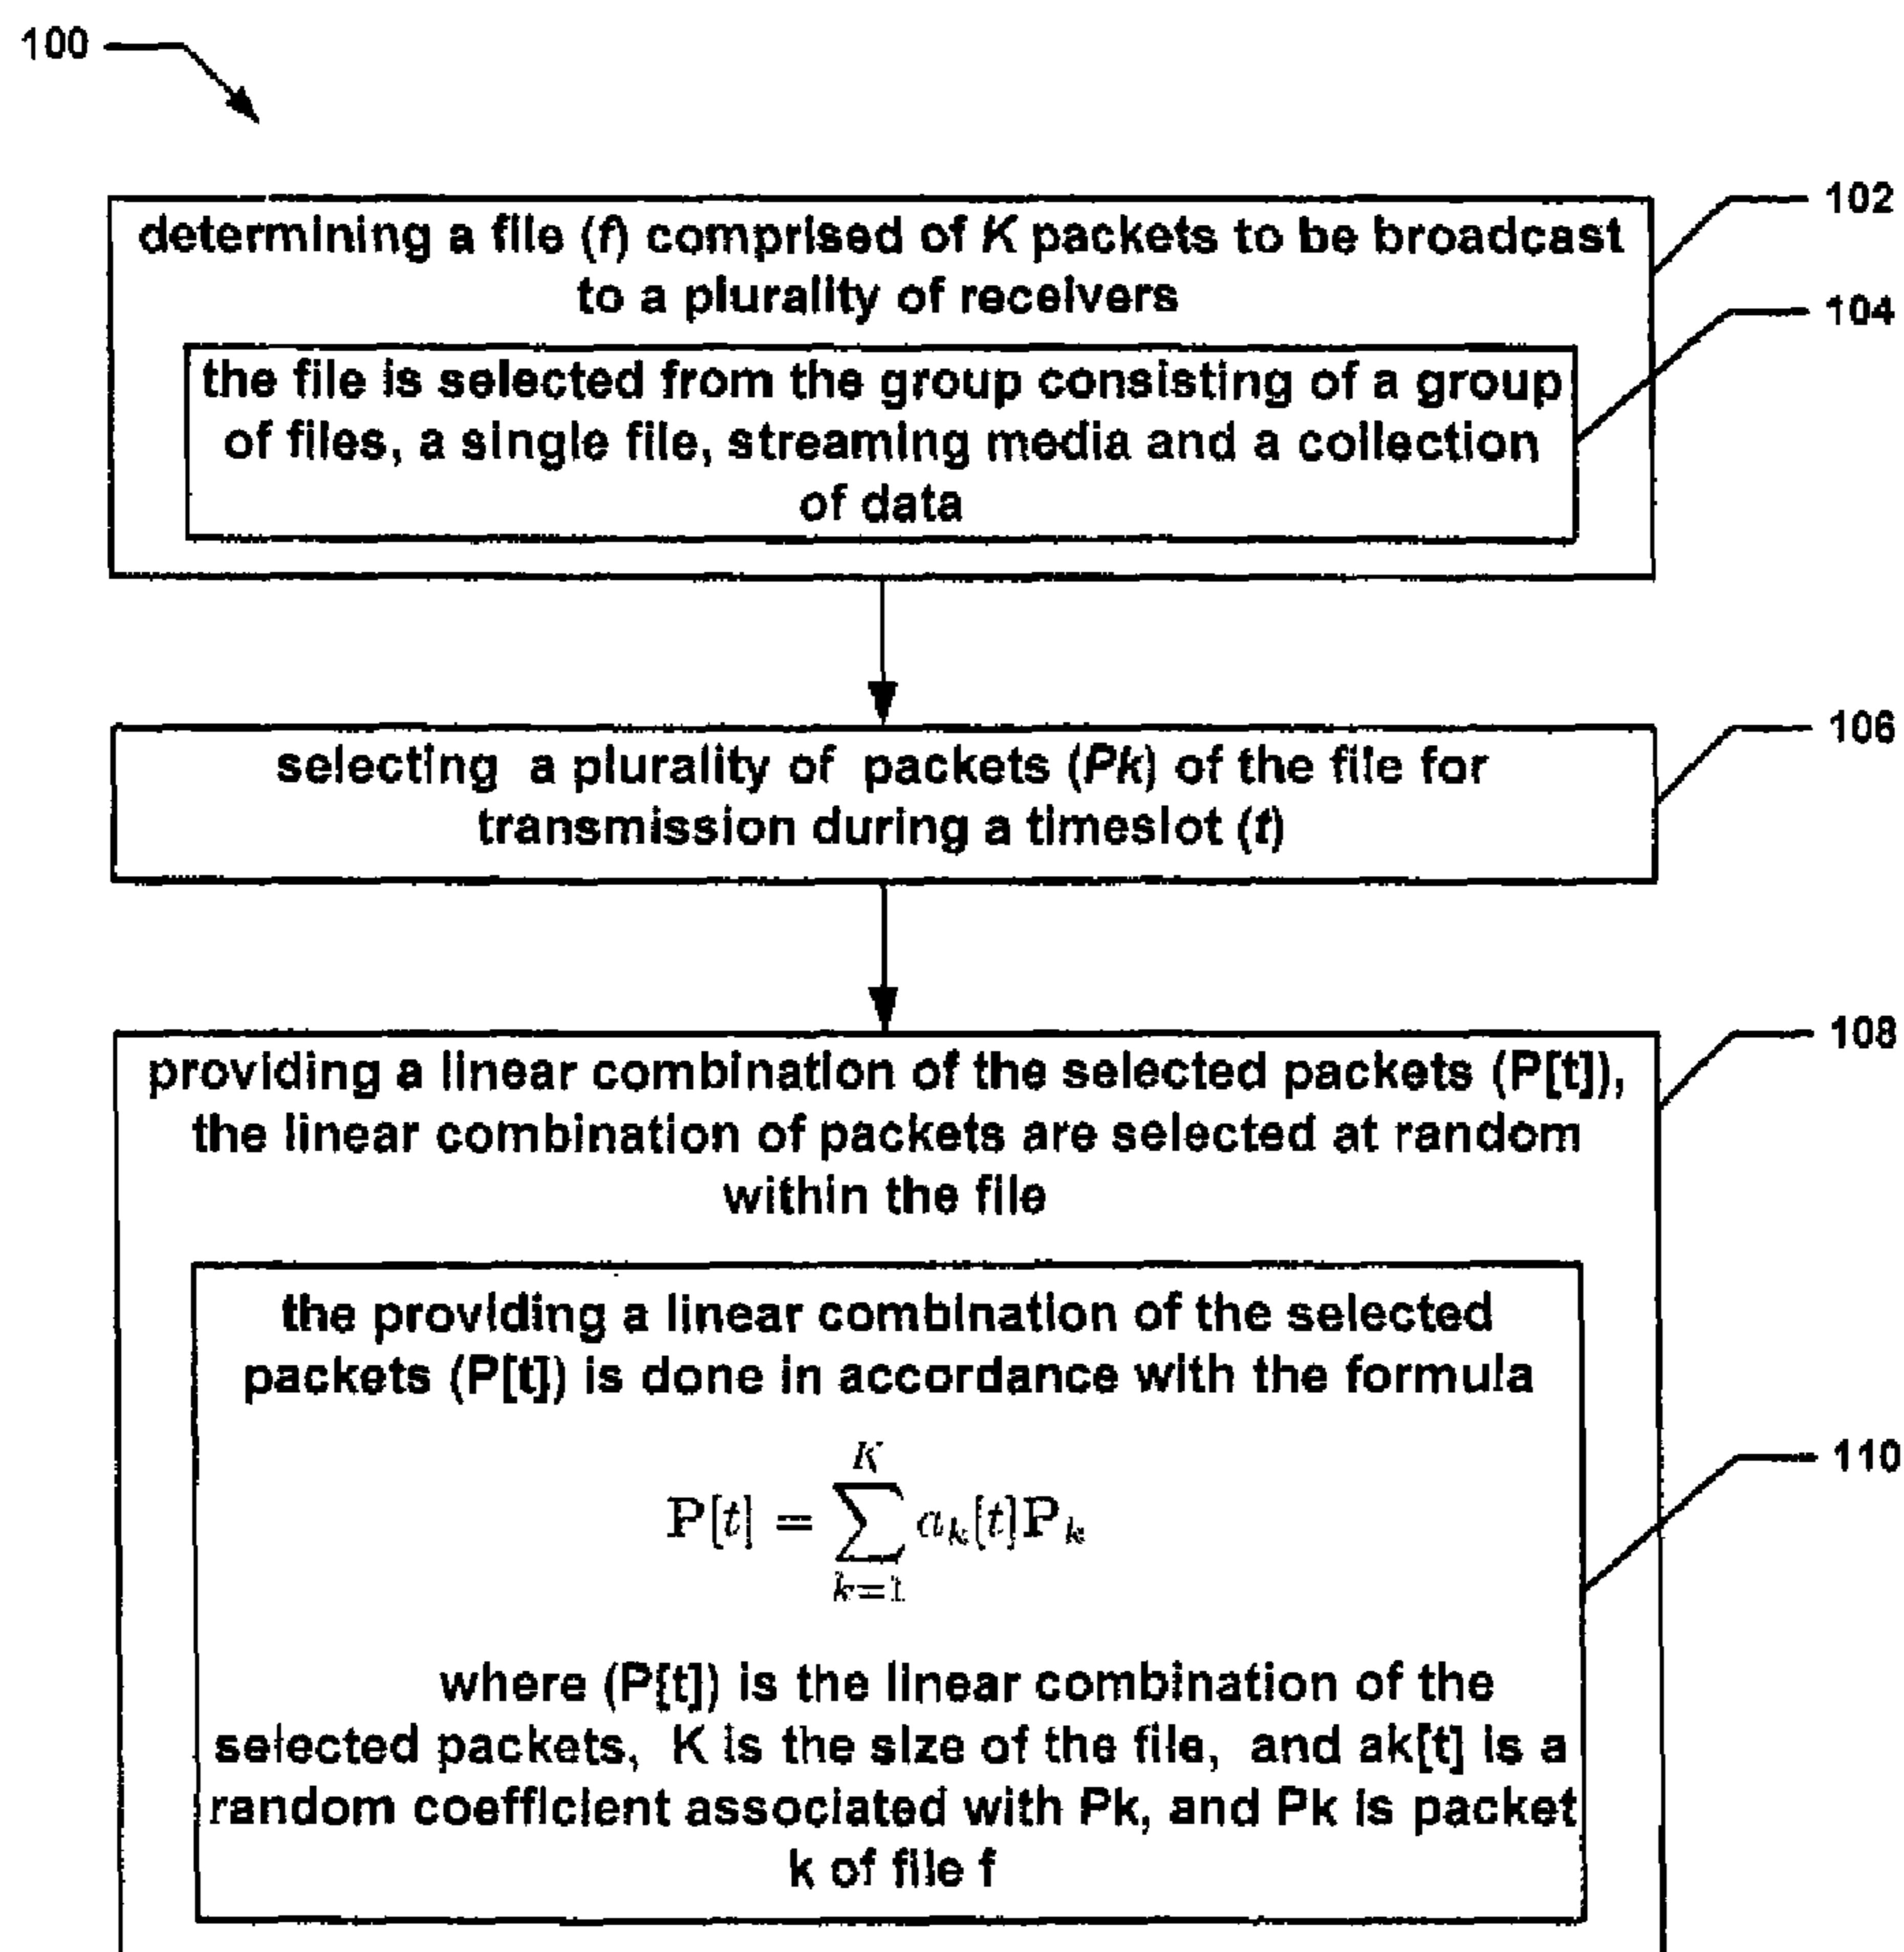 100
102
determining a file (f) comprised of K packets to be broadcast
to a plurality of receivers
104
the file is selected from the group consisting of a group
of files, a single file, streaming media and a collection
of data
106
selecting a plurality of packets (Pk) of the file for
transmission during a timeslot (t)
108
providing a linear combination of the selected packets (P[t]),
the linear combination of packets are selected at random
within the file
the providing a linear combination of the selected
packets (P[t]) is done in accordance with the formula
110
P[t] = \sum_{k=1}^{K} a_k[t]P_k
where (P[t]) is the linear combination of the
selected packets, K is the size of the file, and ak[t] is a
random coefficient associated with Pk, and Pk is packet
k of file f